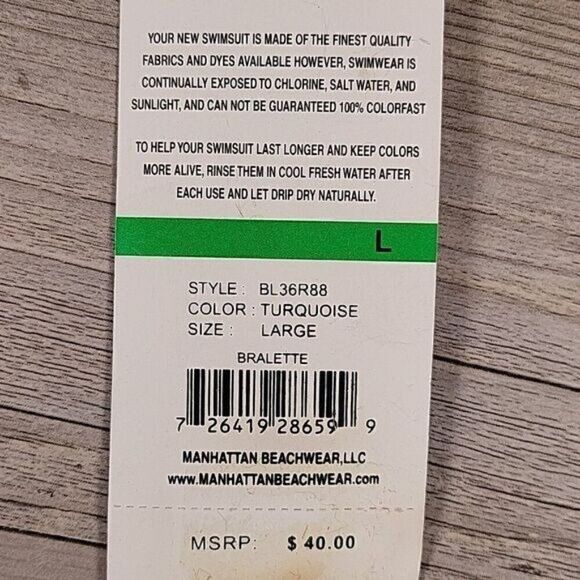 YOUR NEW SWIMSUIT IS MADE OF THE FINEST QUALITY
FABRICS AND DYES AVAILABLE HOWEVER, SWIMWEAR IS
CONTINUALLY EXPOSED TO CHLORINE, SALT WATER, AND
SUNLIGHT, AND CAN NOT BE GUARANTEED 100% COLORFAST
TO HELP YOUR SWIMSUIT LAST LONGER AND KEEP COLORS
MORE ALIVE, RINSE THEM IN COOL FRESH WATER AFTER
EACH USE AND LET DRIP DRY NATURALLY.
L
STYLE : BL36R88
COLOR : TURQUOISE
SIZE : LARGE
BRALETTE
7 26419 28659 9
MANHATTAN BEACHWEAR,LLC
www.MANHATTANBEACHWEAR.com
MSRP: $ 40.00